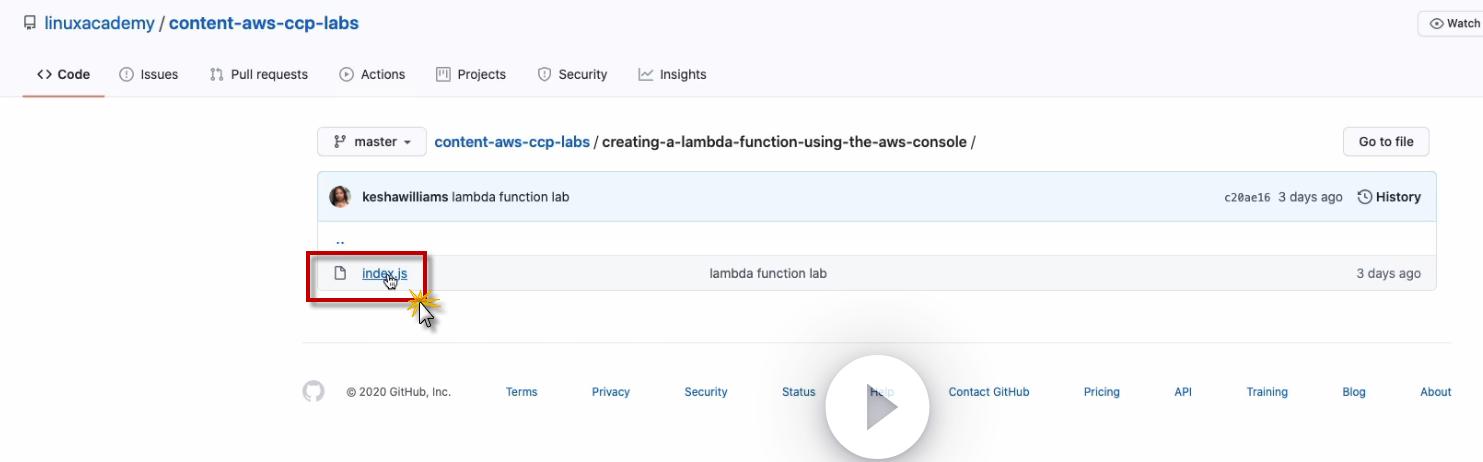 linuxacademy / content-aws-ccp-labs
Watch
Code Issues Pull requests Actions Projects Security Insights
master content-aws-ccp-labs / creating-a-lambda-function-using-the-aws-console / Go to file
keshawilliams lambda function lab c20ae16 3 days ago History
..
index.js lambda function lab 3 days ago
© 2020 GitHub, Inc. Terms Privacy Security Status Help Contact GitHub Pricing API Training Blog About